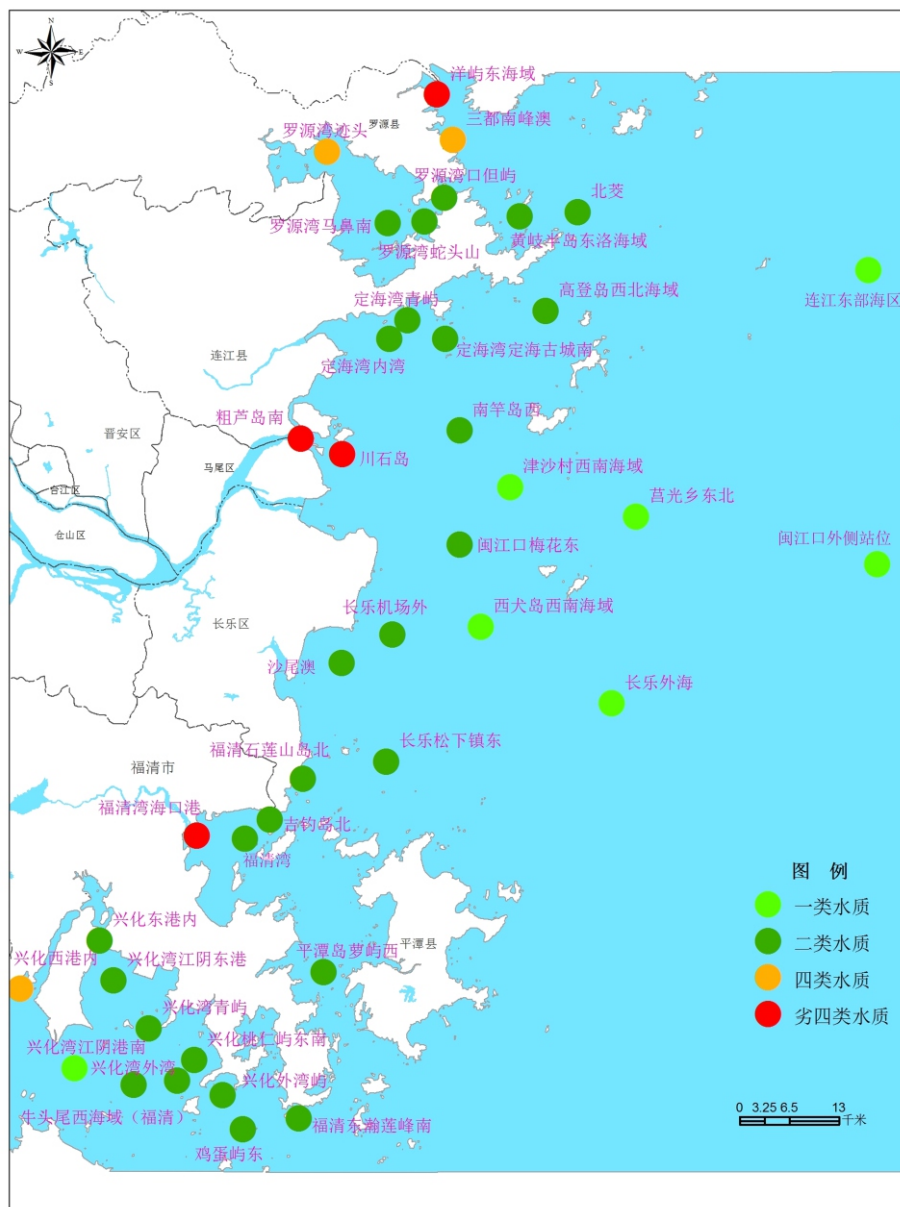 N
W
E
S
洋屿东海域
三都南峰澳
罗源县
罗源湾迹头
罗源湾口但屿
北茭
罗源湾马鼻南
黄岐半岛东洛海域
罗源湾蛇头山
连江东部海区
高登岛西北海域
定海湾青屿
定海湾定海古城南
定海湾内湾
连江县
南竿岛西
粗芦岛南
晋安区
川石岛
马尾区
津沙村西南海域
台江区
莒光乡东北
仓山区
闽江口梅花东
闽江口外侧站位
长乐机场外
西犬岛西南海域
长乐区
沙尾澳
长乐外海
长乐松下镇东
福清石莲山岛北
福清市
福清湾海口港
吉钓岛北
福清湾
图 例
一类水质
二类水质
四类水质
劣四类水质
兴化东港内
平潭县
兴化西港内
兴化湾江阴东港
平潭岛萝屿西
兴化湾青屿
兴化桃仁屿东南
兴化湾江阴港南
兴化湾外湾
兴化外湾屿
牛头尾西海域（福清）
福清东瀚莲峰南
鸡蛋屿东
0 3.25 6.5 13
千米